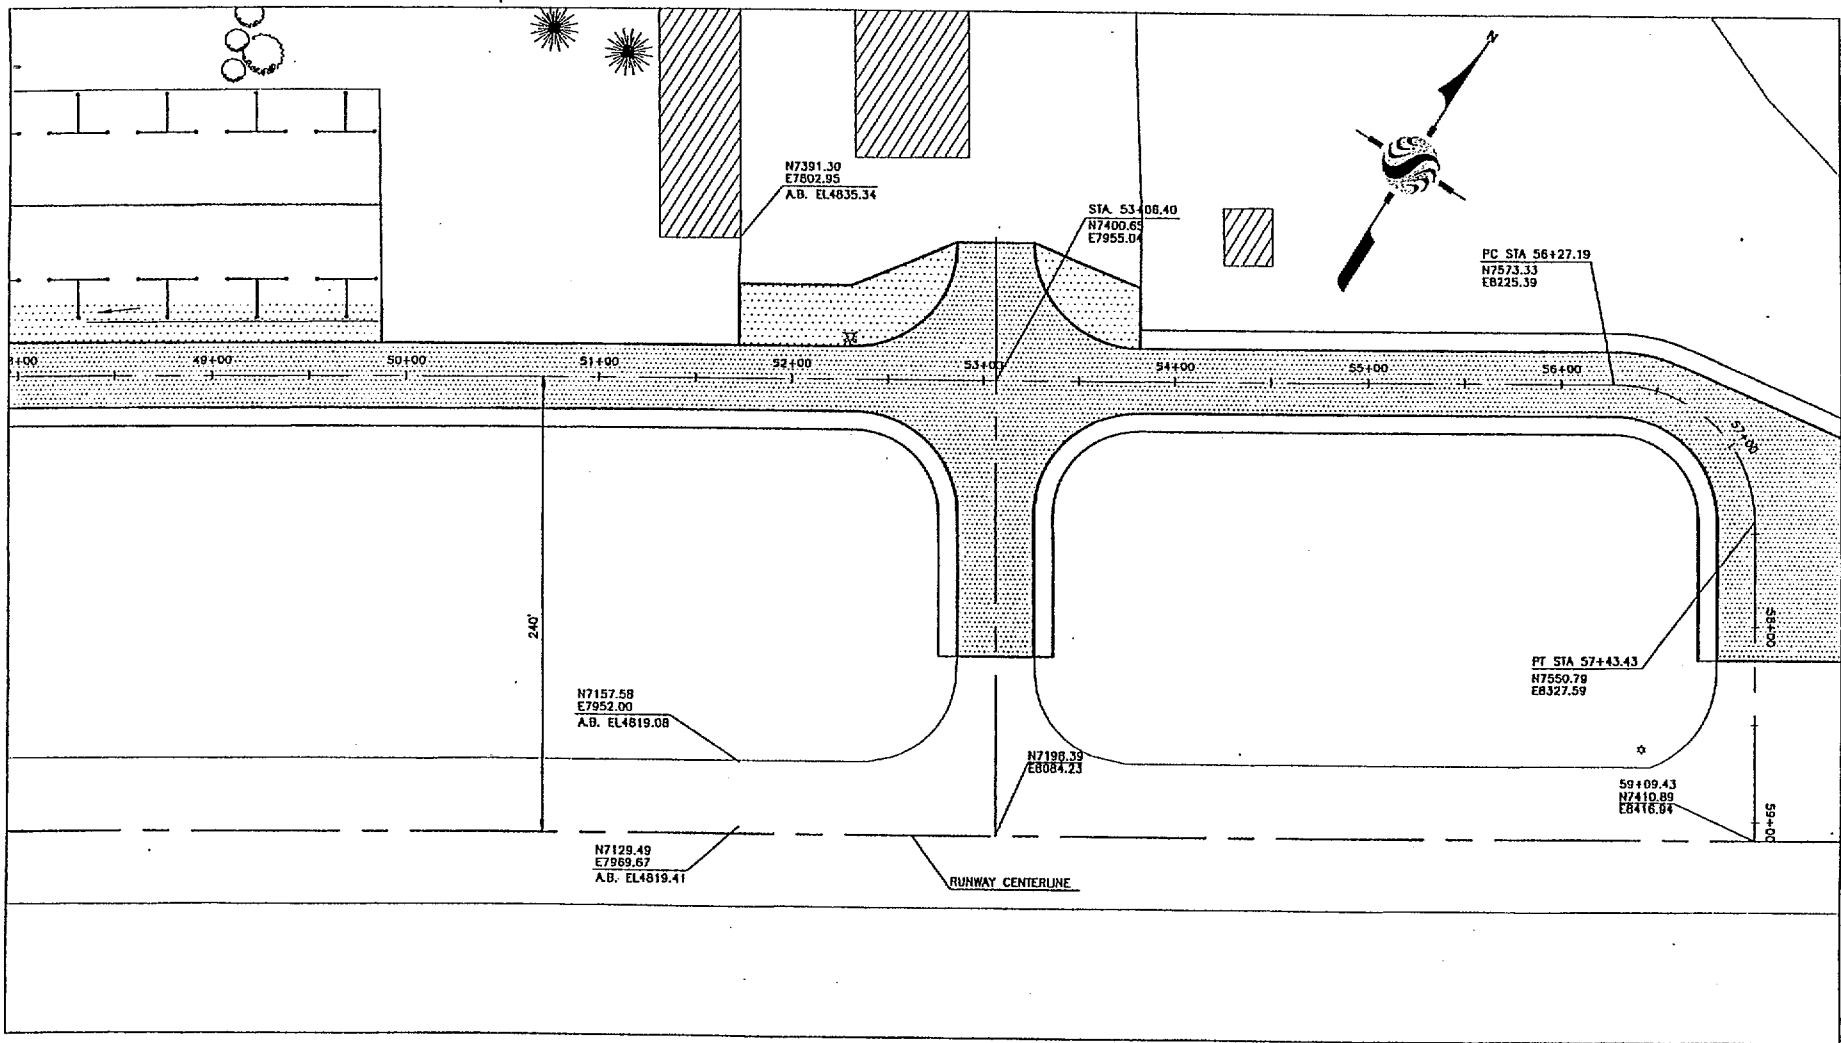 N
N7391.30
E7802.95
A.B. EL4835.34
STA. 53+06.40
N7400.65
E7955.04
PC STA 56+27.19
N7573.33
E8225.39
49+00
50+00
51+00
52+00
53+00
54+00
55+00
56+00
57+00
58+00
59+00
240'
N7157.58
E7952.00
A.B. EL4819.08
PT STA 57+43.43
N7550.79
E8327.59
N7198.39
E8084.23
59+09.43
N7410.89
E8416.94
N7129.49
E7969.67
A.B. EL4819.41
RUNWAY CENTERLINE